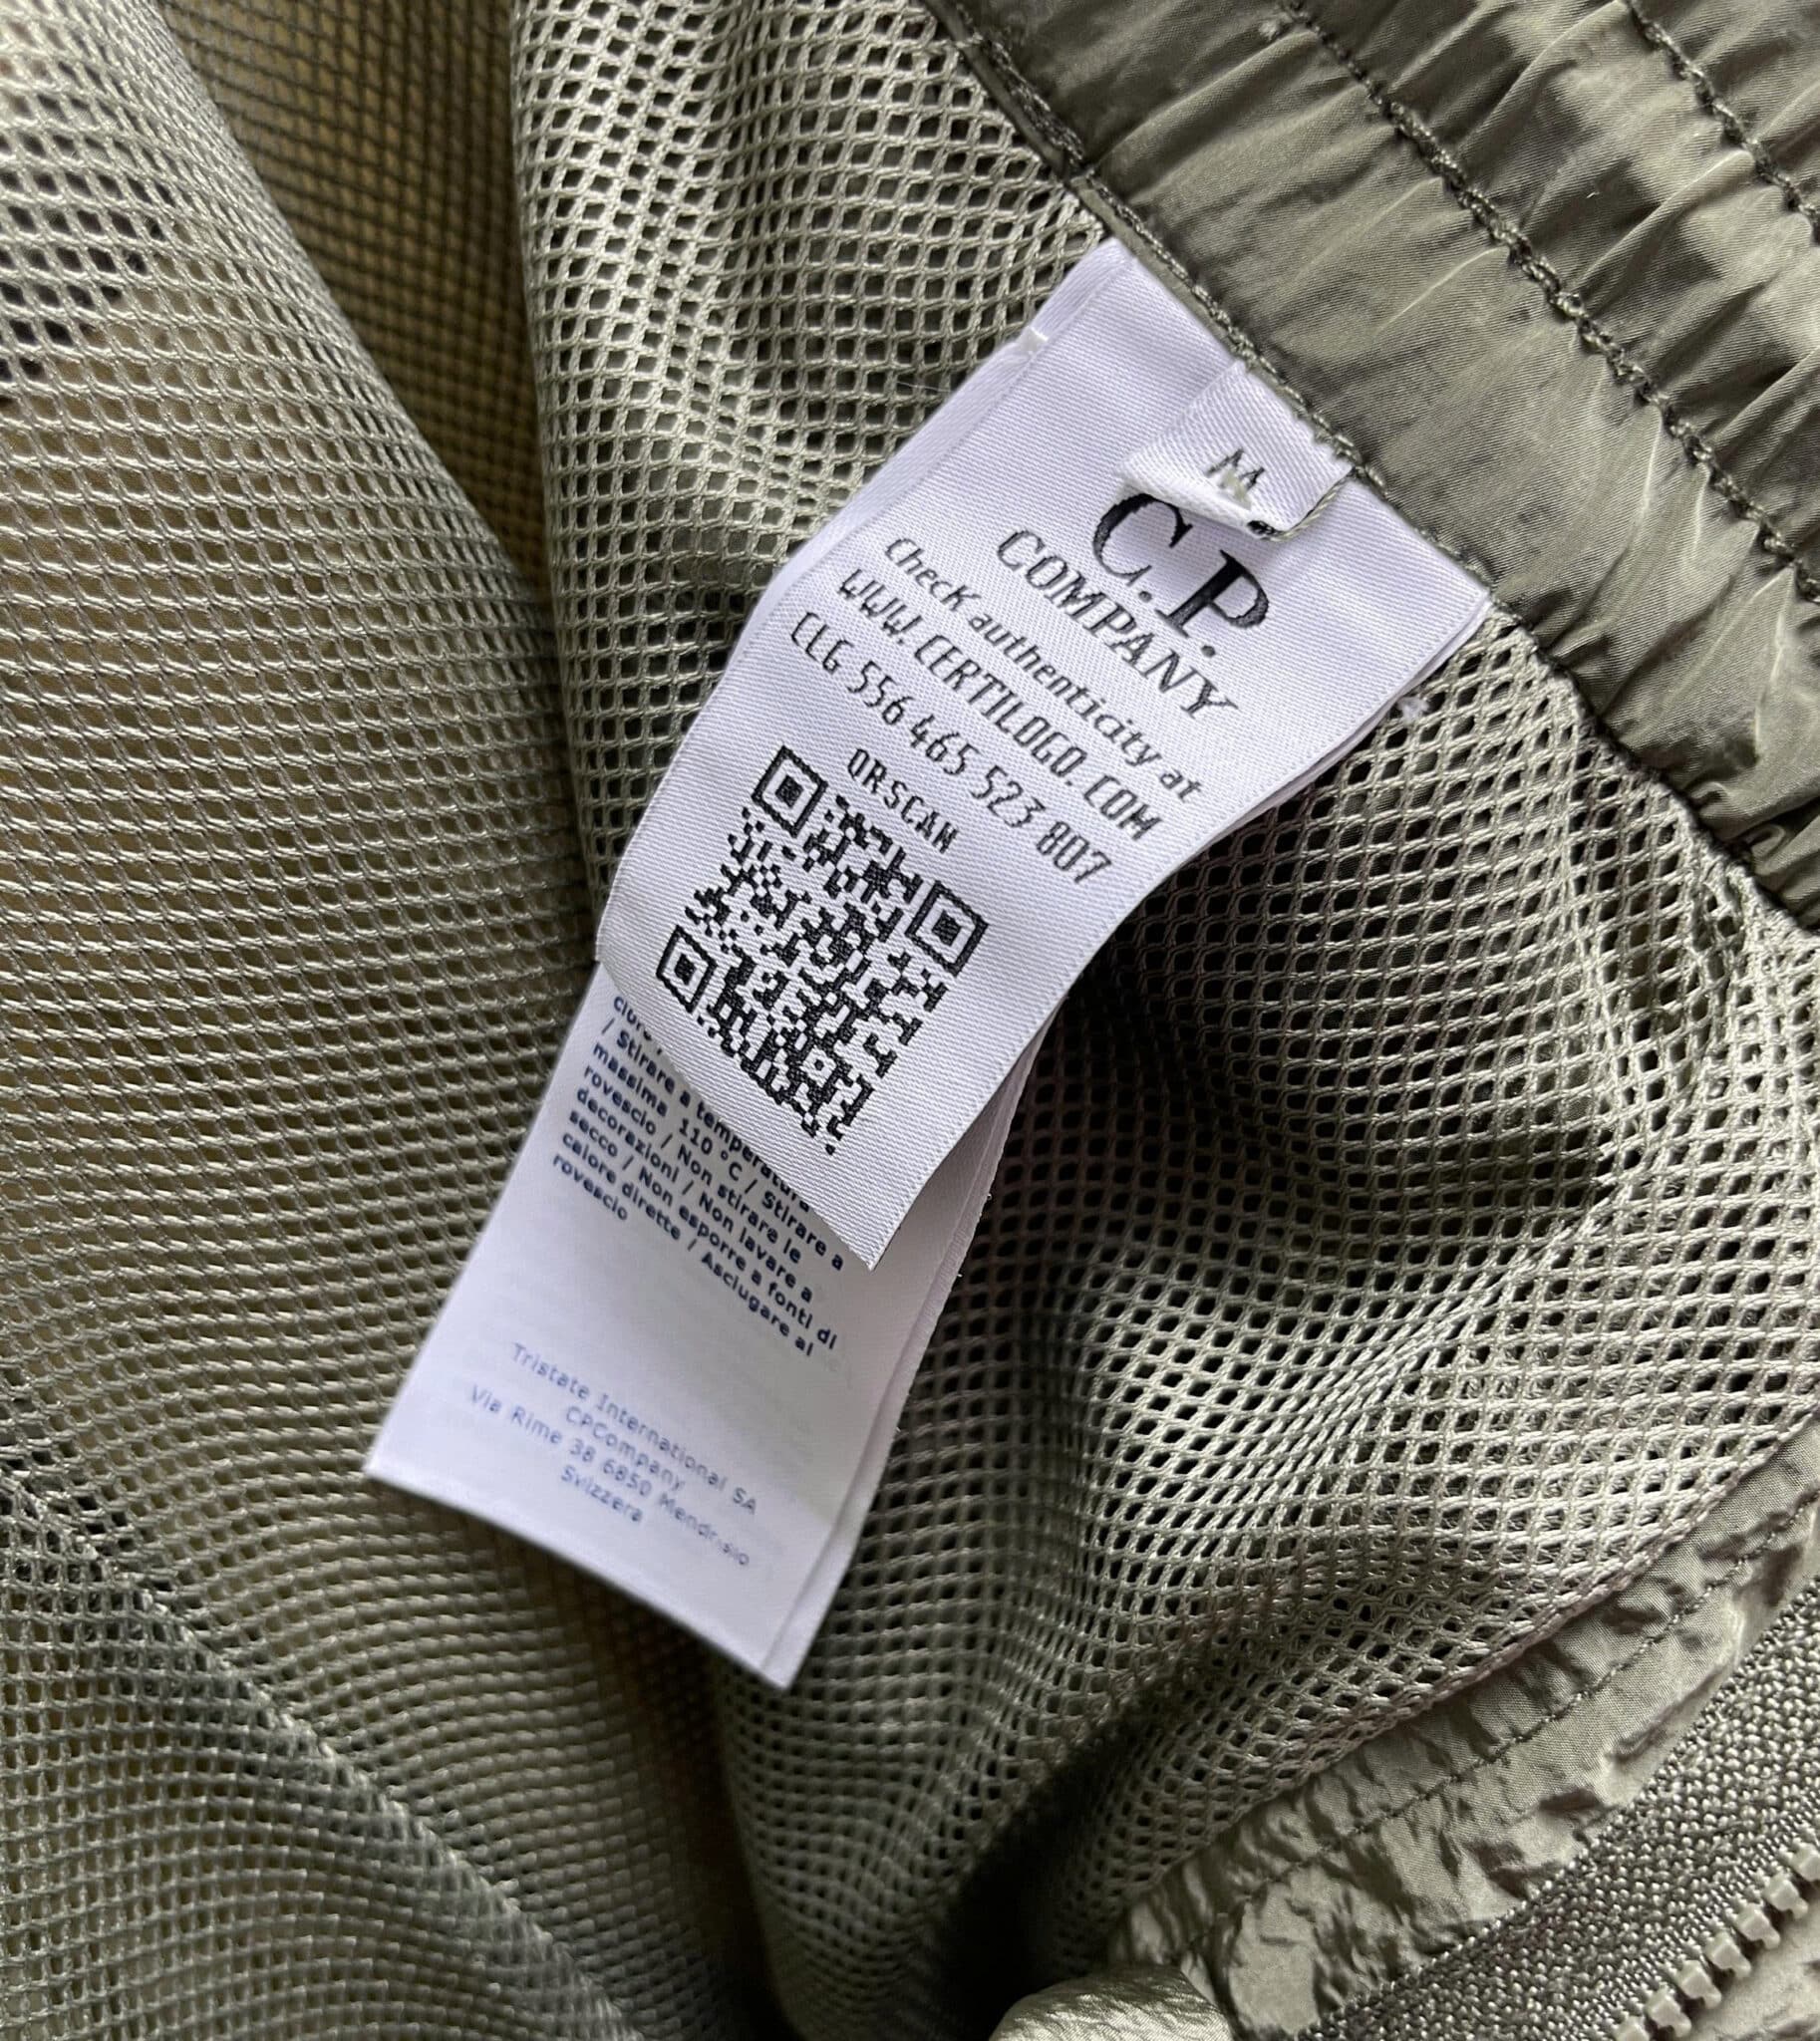 M
C.P.
COMPANY
Check authenticity at
WWW.CERTILOGO.COM
CLG 556 465 523 807
OR SCAN
/ Stirare a temperatura
massima 110°C / Stirare a
rovescio / Non stirare le
decorazioni / Non lavare a
secco / Non esporre a fonti di
calore dirette / Asciugare al
rovescio
Tristate International SA
CPCompany
Via Rime 38 6850 Mendrisio
Svizzera